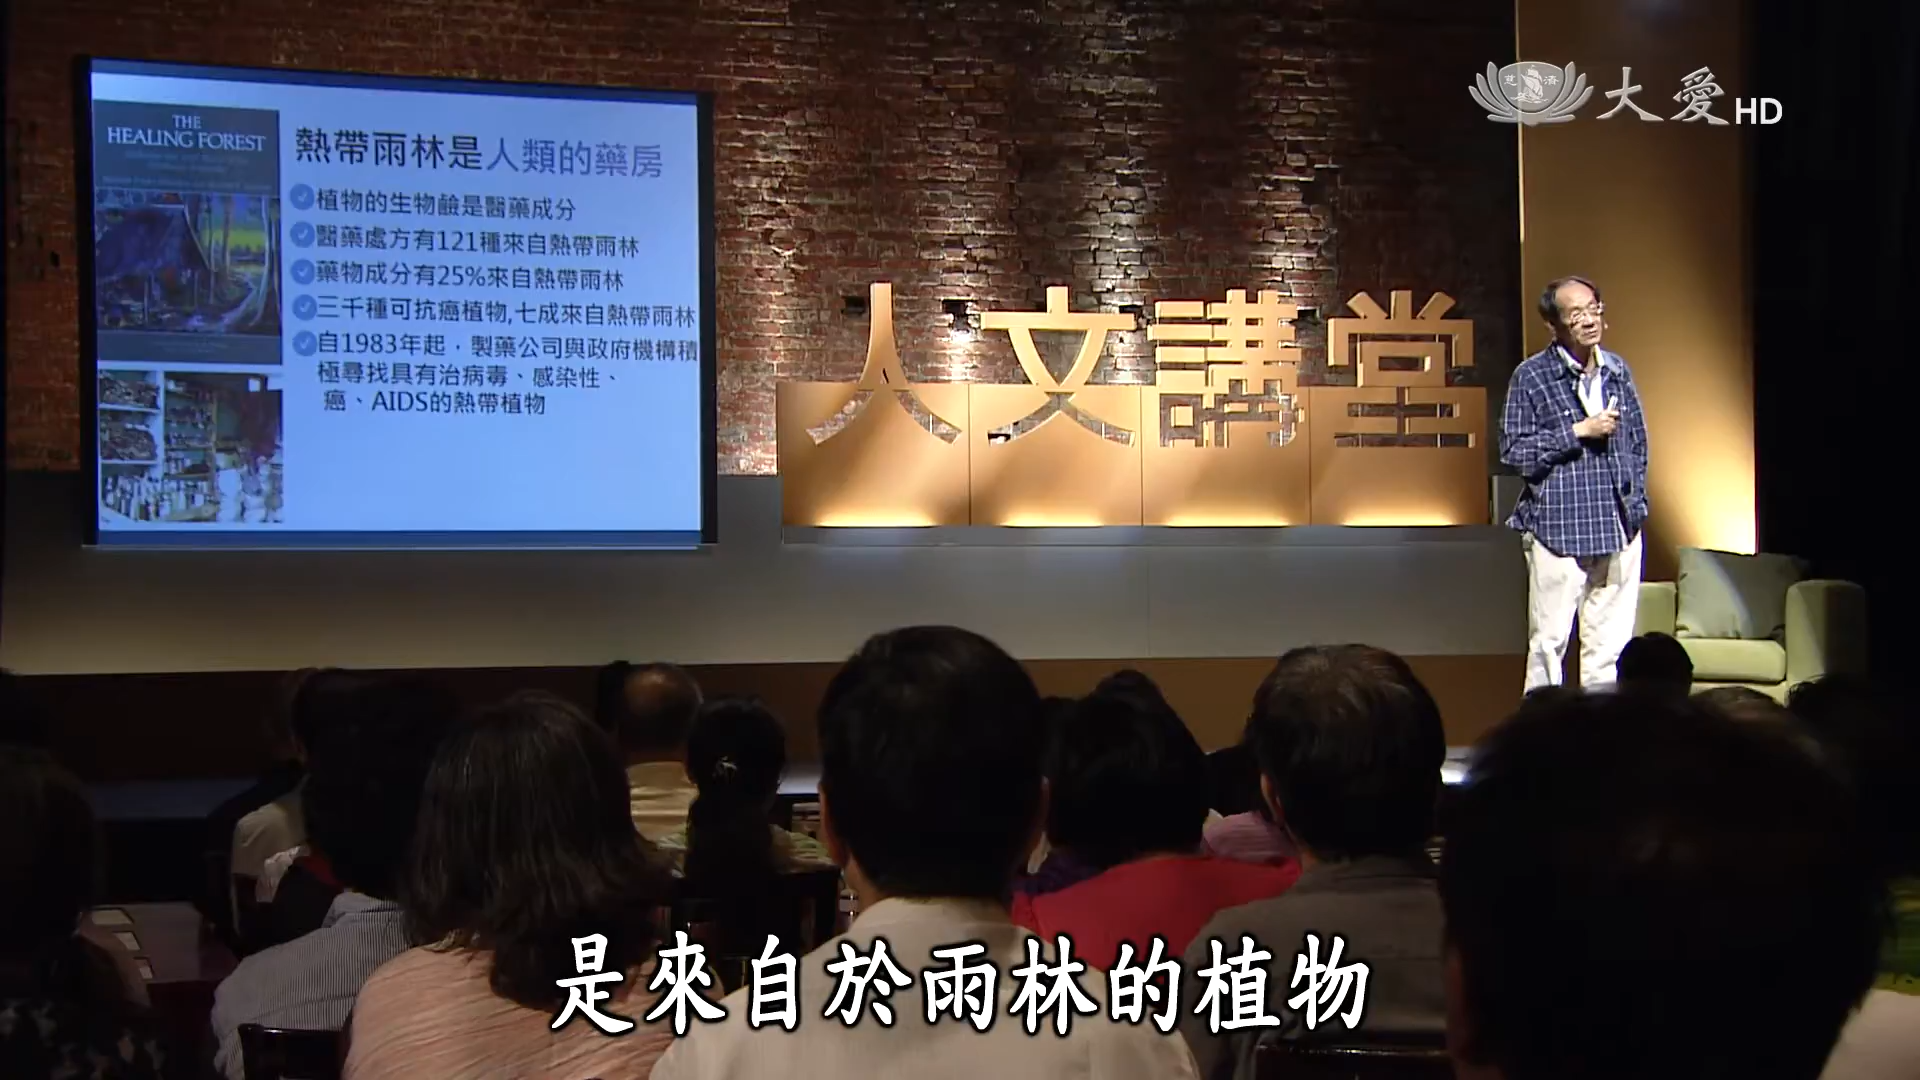 THE
HEALING FOREST
熱帶雨林是人類的藥房
植物的生物鹼是醫藥成分
醫藥處方有121種來自熱帶雨林
藥物成分有25%來自熱帶雨林
三千種可抗癌植物,七成來自熱帶雨林
自1983年起，製藥公司與政府機構積
極尋找具有治病毒、感染性、
癌、AIDS的熱帶植物
慈濟
大愛HD
人文講堂
是來自於雨林的植物